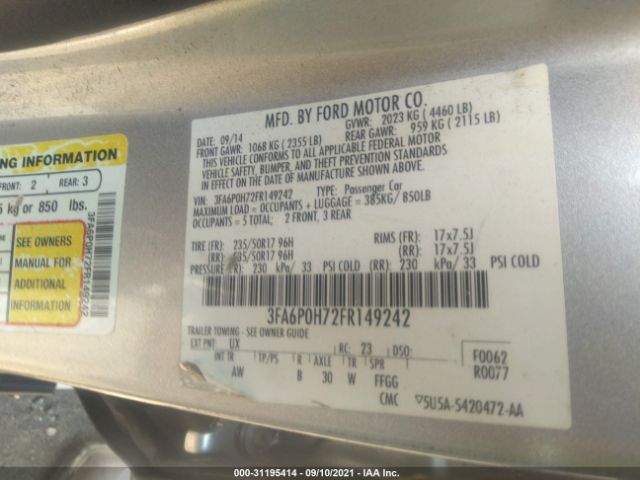 MFD. BY FORD MOTOR CO.
DATE: 09/14 GVWR: 2023 KG ( 4460 LB)
FRONT GAWR: 1068 KG ( 2355 LB) REAR GAWR: 959 KG ( 2115 LB)
THIS VEHICLE CONFORMS TO ALL APPLICABLE FEDERAL MOTOR
VEHICLE SAFETY, BUMPER, AND THEFT PREVENTION STANDARDS
IN EFFECT ON THE DATE OF MANUFACTURE SHOWN ABOVE.
VIN: 3FA6P0H72FR149242 TYPE: Passenger Car
MAXIMUM LOAD = OCCUPANTS + LUGGAGE = 385KG/ 850LB
OCCUPANTS = 5 TOTAL: 2 FRONT, 3 REAR
TIRE (FR): 235/50R17 96H RIMS (FR): 17x7.5J
(RR): 235/50R17 96H (RR): 17x7.5J
PRESSURE (FR): 230 kPa/ 33 PSI COLD (RR): 230 kPa/ 33 PSI COLD
3FA6P0H72FR149242
TRAILER TOWING - SEE OWNER GUIDE
EXT PNT: UX RC: 23 DSO: F0062
INT TR TP/PS R AXLE TR SPR R0077
AW B 30 W FFGG
CMC 5U5A-5420472-AA
NG INFORMATION
FRONT: 2 REAR: 3
5 kg or 850 lbs.
SEE OWNERS
MANUAL FOR
ADDITIONAL
INFORMATION
3FA6P0H72FR149242
000-31195414 - 09/10/2021 - IAA Inc.